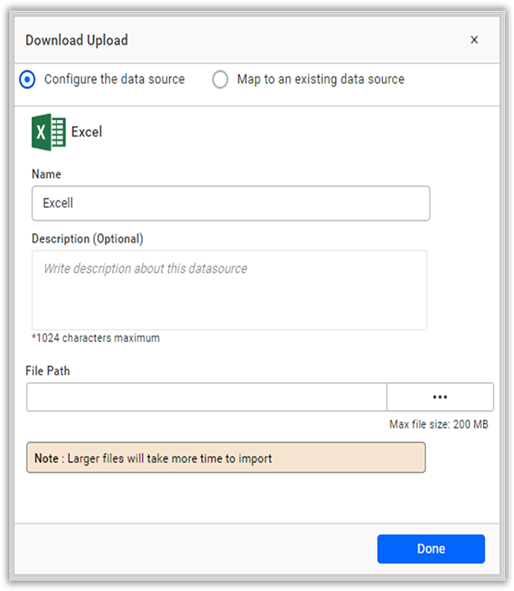 Download Upload ×
Configure the data source Map to an existing data source
X Excel
Name
Excell
Description (Optional)
Write description about this datasource
*1024 characters maximum
File Path
•••
Max file size: 200 MB
Note : Larger files will take more time to import
Done